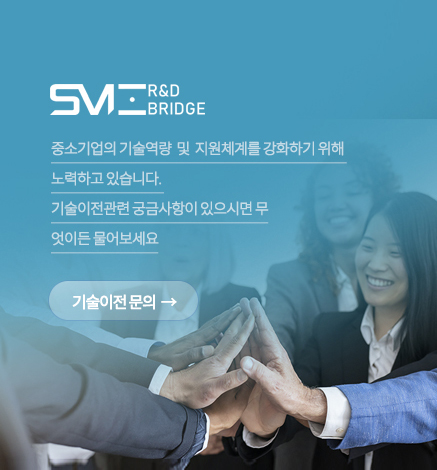 SME R&D
BRIDGE
중소기업의 기술역량 및 지원체계를 강화하기 위해
노력하고 있습니다.
기술이전관련 궁금사항이 있으시면 무
엇이든 물어보세요
기술이전 문의 →